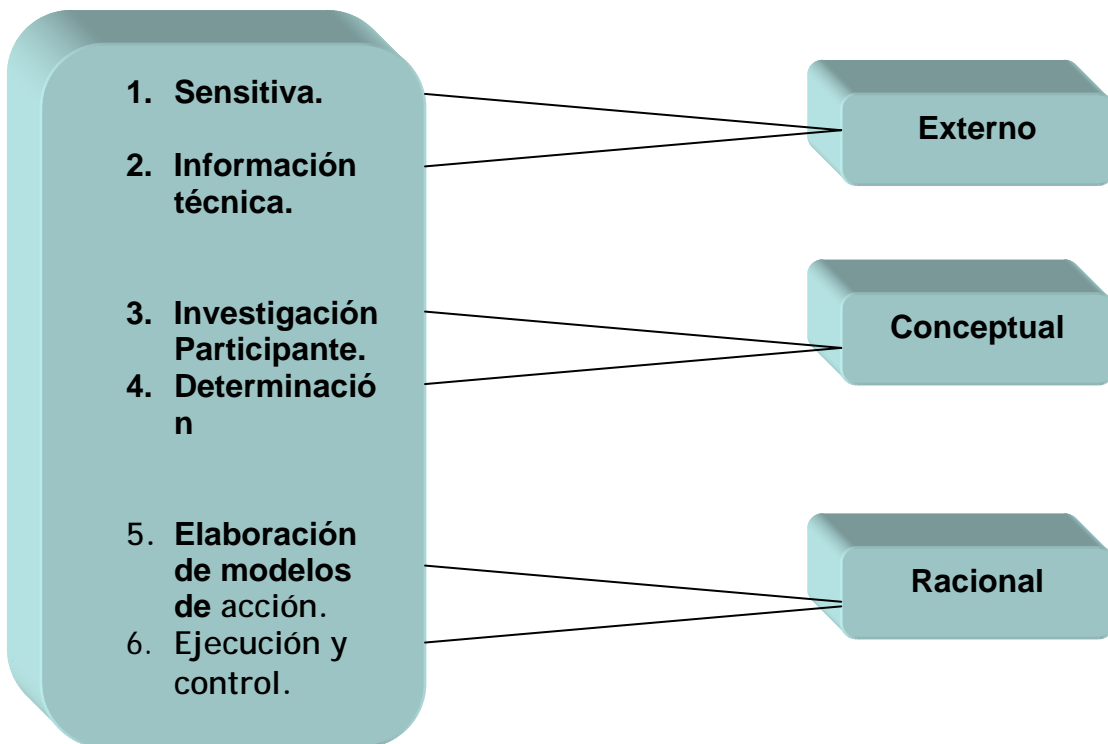 1. Sensitiva.
2. Información
técnica.
3. Investigación
Participante.
4. Determinació
n
5. Elaboración
de modelos
de acción.
6. Ejecución y
control.
Externo
Conceptual
Racional